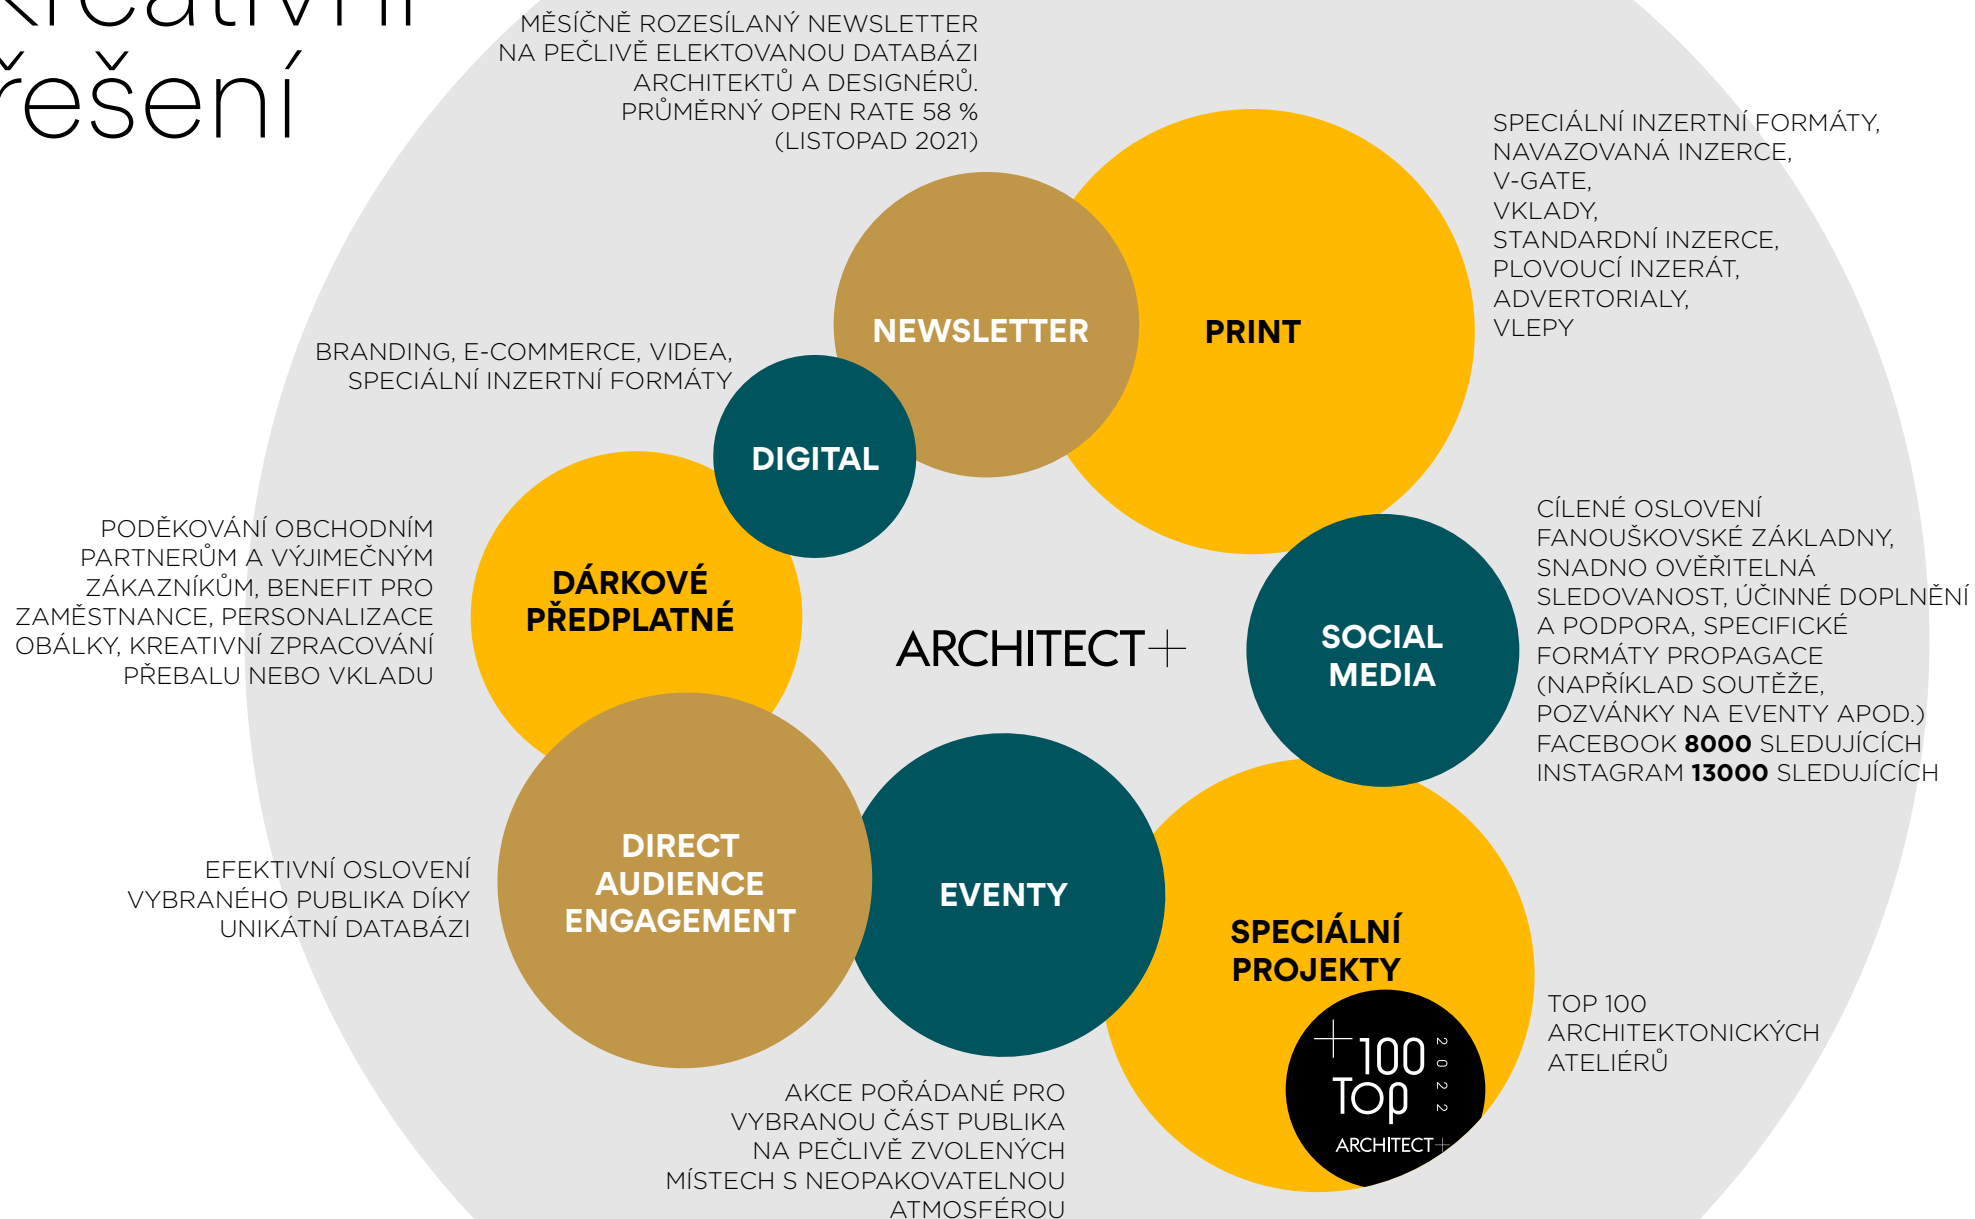 kreativní
řešení
MĚSÍČNĚ ROZESÍLANÝ NEWSLETTER
NA PEČLIVĚ ELEKTOVANOU DATABÁZI
ARCHITEKTŮ A DESIGNÉRŮ.
PRŮMĚRNÝ OPEN RATE 58 %
(LISTOPAD 2021)
SPECIÁLNÍ INZERTNÍ FORMÁTY,
NAVAZOVANÁ INZERCE,
V-GATE,
VKLADY,
STANDARDNÍ INZERCE,
PLOVOUCÍ INZERÁT,
ADVERTORIALY,
VLEPY
NEWSLETTER
PRINT
BRANDING, E-COMMERCE, VIDEA,
SPECIÁLNÍ INZERTNÍ FORMÁTY
DIGITAL
PODĚKOVÁNÍ OBCHODNÍM
PARTNERŮM A VÝJIMEČNÝM
ZÁKAZNÍKŮM, BENEFIT PRO
ZAMĚSTNANCE, PERSONALIZACE
OBÁLKY, KREATIVNÍ ZPRACOVÁNÍ
PŘEBALU NEBO VKLADU
DÁRKOVÉ
PŘEDPLATNÉ
ARCHITECT+
SOCIAL
MEDIA
CÍLENÉ OSLOVENÍ
FANOUŠKOVSKÉ ZÁKLADNY,
SNADNO OVĚŘITELNÁ
SLEDOVANOST, ÚČINNÉ DOPLNĚNÍ
A PODPORA, SPECIFICKÉ
FORMÁTY PROPAGACE
(NAPŘÍKLAD SOUTĚŽE,
POZVÁNKY NA EVENTY APOD.)
FACEBOOK 8000 SLEDUJÍCÍCH
INSTAGRAM 13000 SLEDUJÍCÍCH
EFEKTIVNÍ OSLOVENÍ
VYBRANÉHO PUBLIKA DÍKY
UNIKÁTNÍ DATABÁZI
DIRECT
AUDIENCE
ENGAGEMENT
EVENTY
SPECIÁLNÍ
PROJEKTY
+100
Top
2022
ARCHITECT+
TOP 100
ARCHITEKTONICKÝCH
ATELIÉRŮ
AKCE POŘÁDANÉ PRO
VYBRANOU ČÁST PUBLIKA
NA PEČLIVĚ ZVOLENÝCH
MÍSTECH S NEOPAKOVATELNOU
ATMOSFÉROU